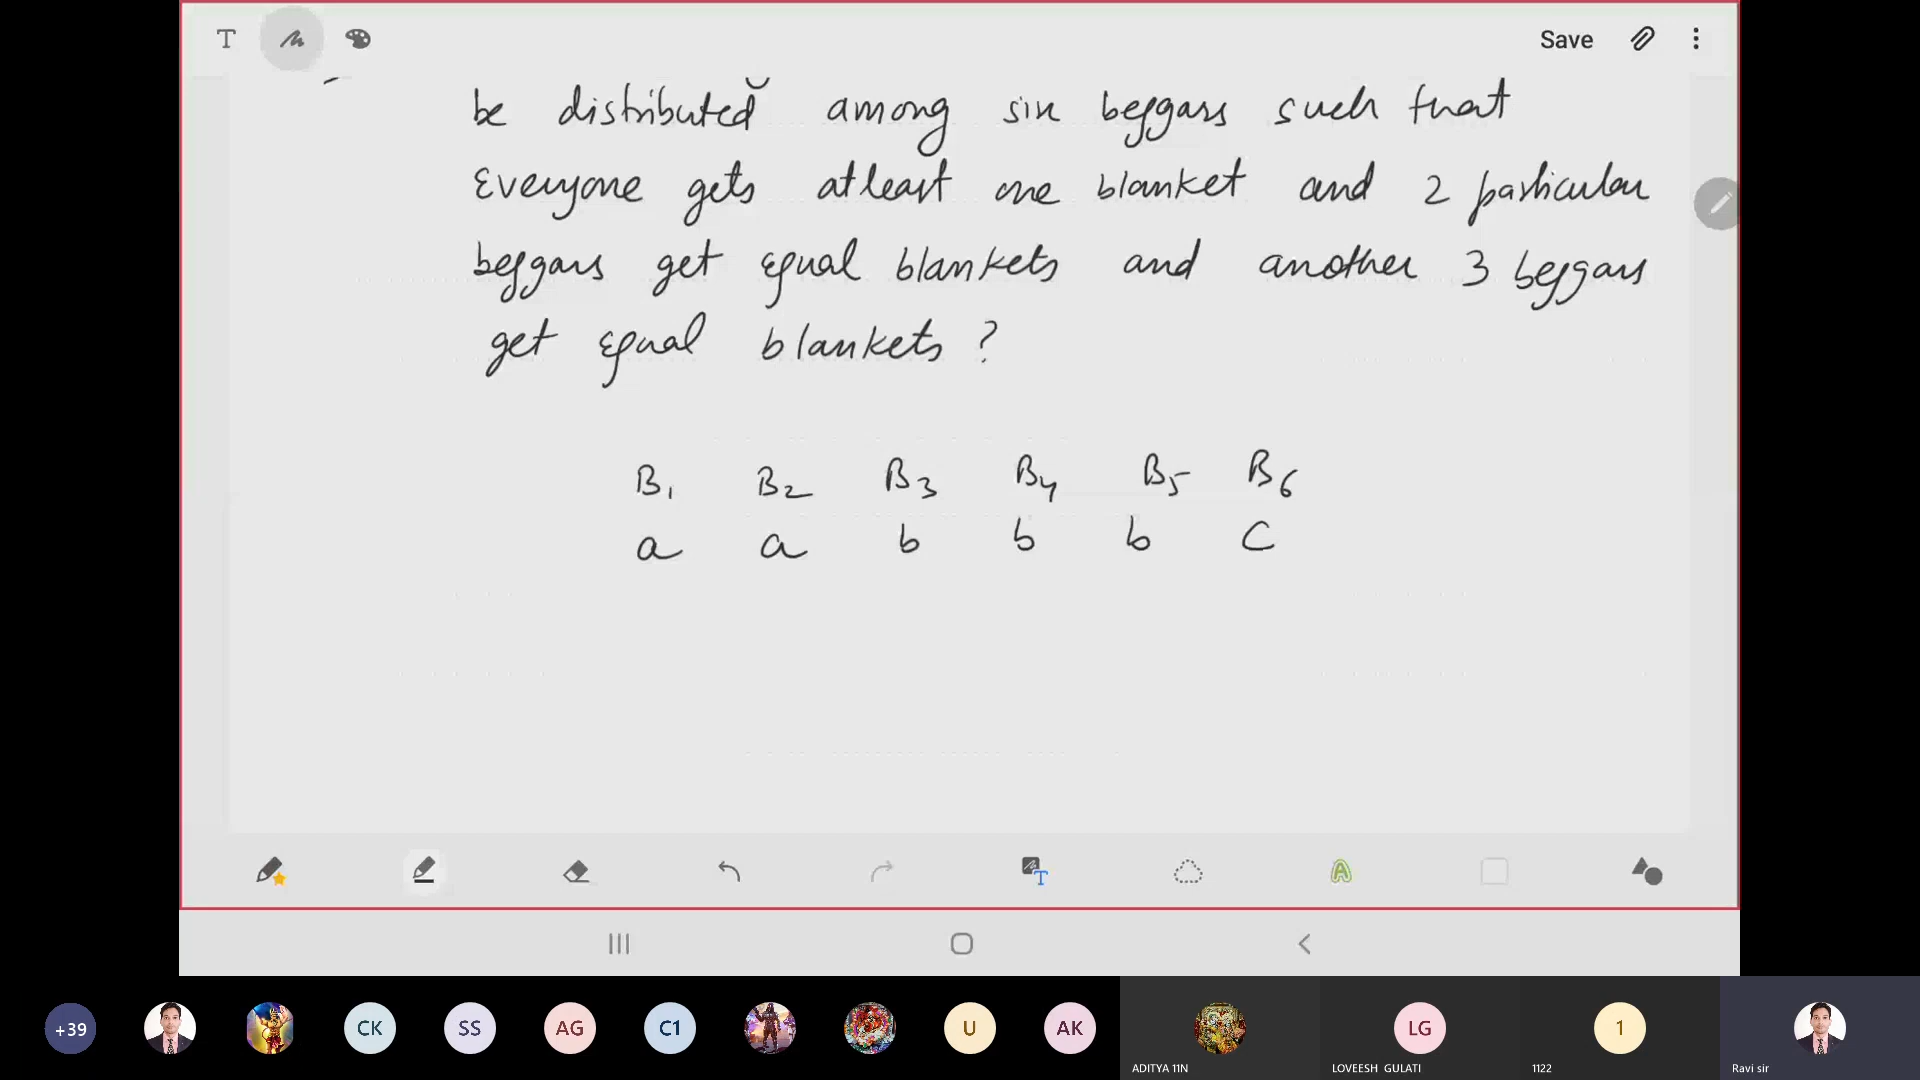 T Save
be distributed among six beggars such that
Everyone gets atleast one blanket and 2 particular
beggars get equal blankets and another 3 beggars
get equal blankets ?
B1 B2 B3 B4 B5 B6
a a b b b C
T A
+39 CK SS AG C1 U AK LG 1
ADITYA 11N LOVEESH GULATI 1122 Ravi sir